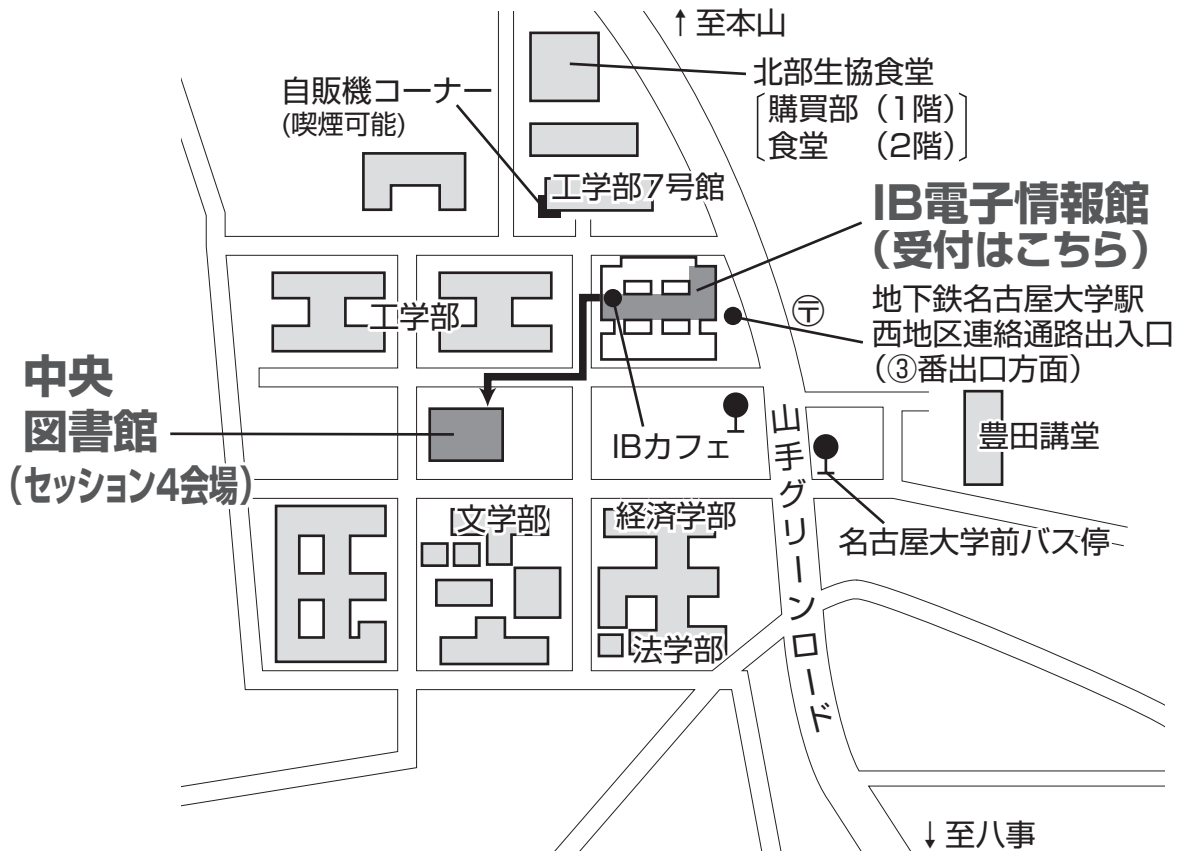 ↑至本山
北部生協食堂
購買部（1階）
食堂　（2階）
自販機コーナー
(喫煙可能)
工学部7号館
IB電子情報館
（受付はこちら）
地下鉄名古屋大学駅
西地区連絡通路出入口
（③番出口方面）
〒
工学部
中央
図書館
（セッション4会場）
IBカフェ
山手グリーンロード
豊田講堂
名古屋大学前バス停
文学部
経済学部
法学部
↓至八事